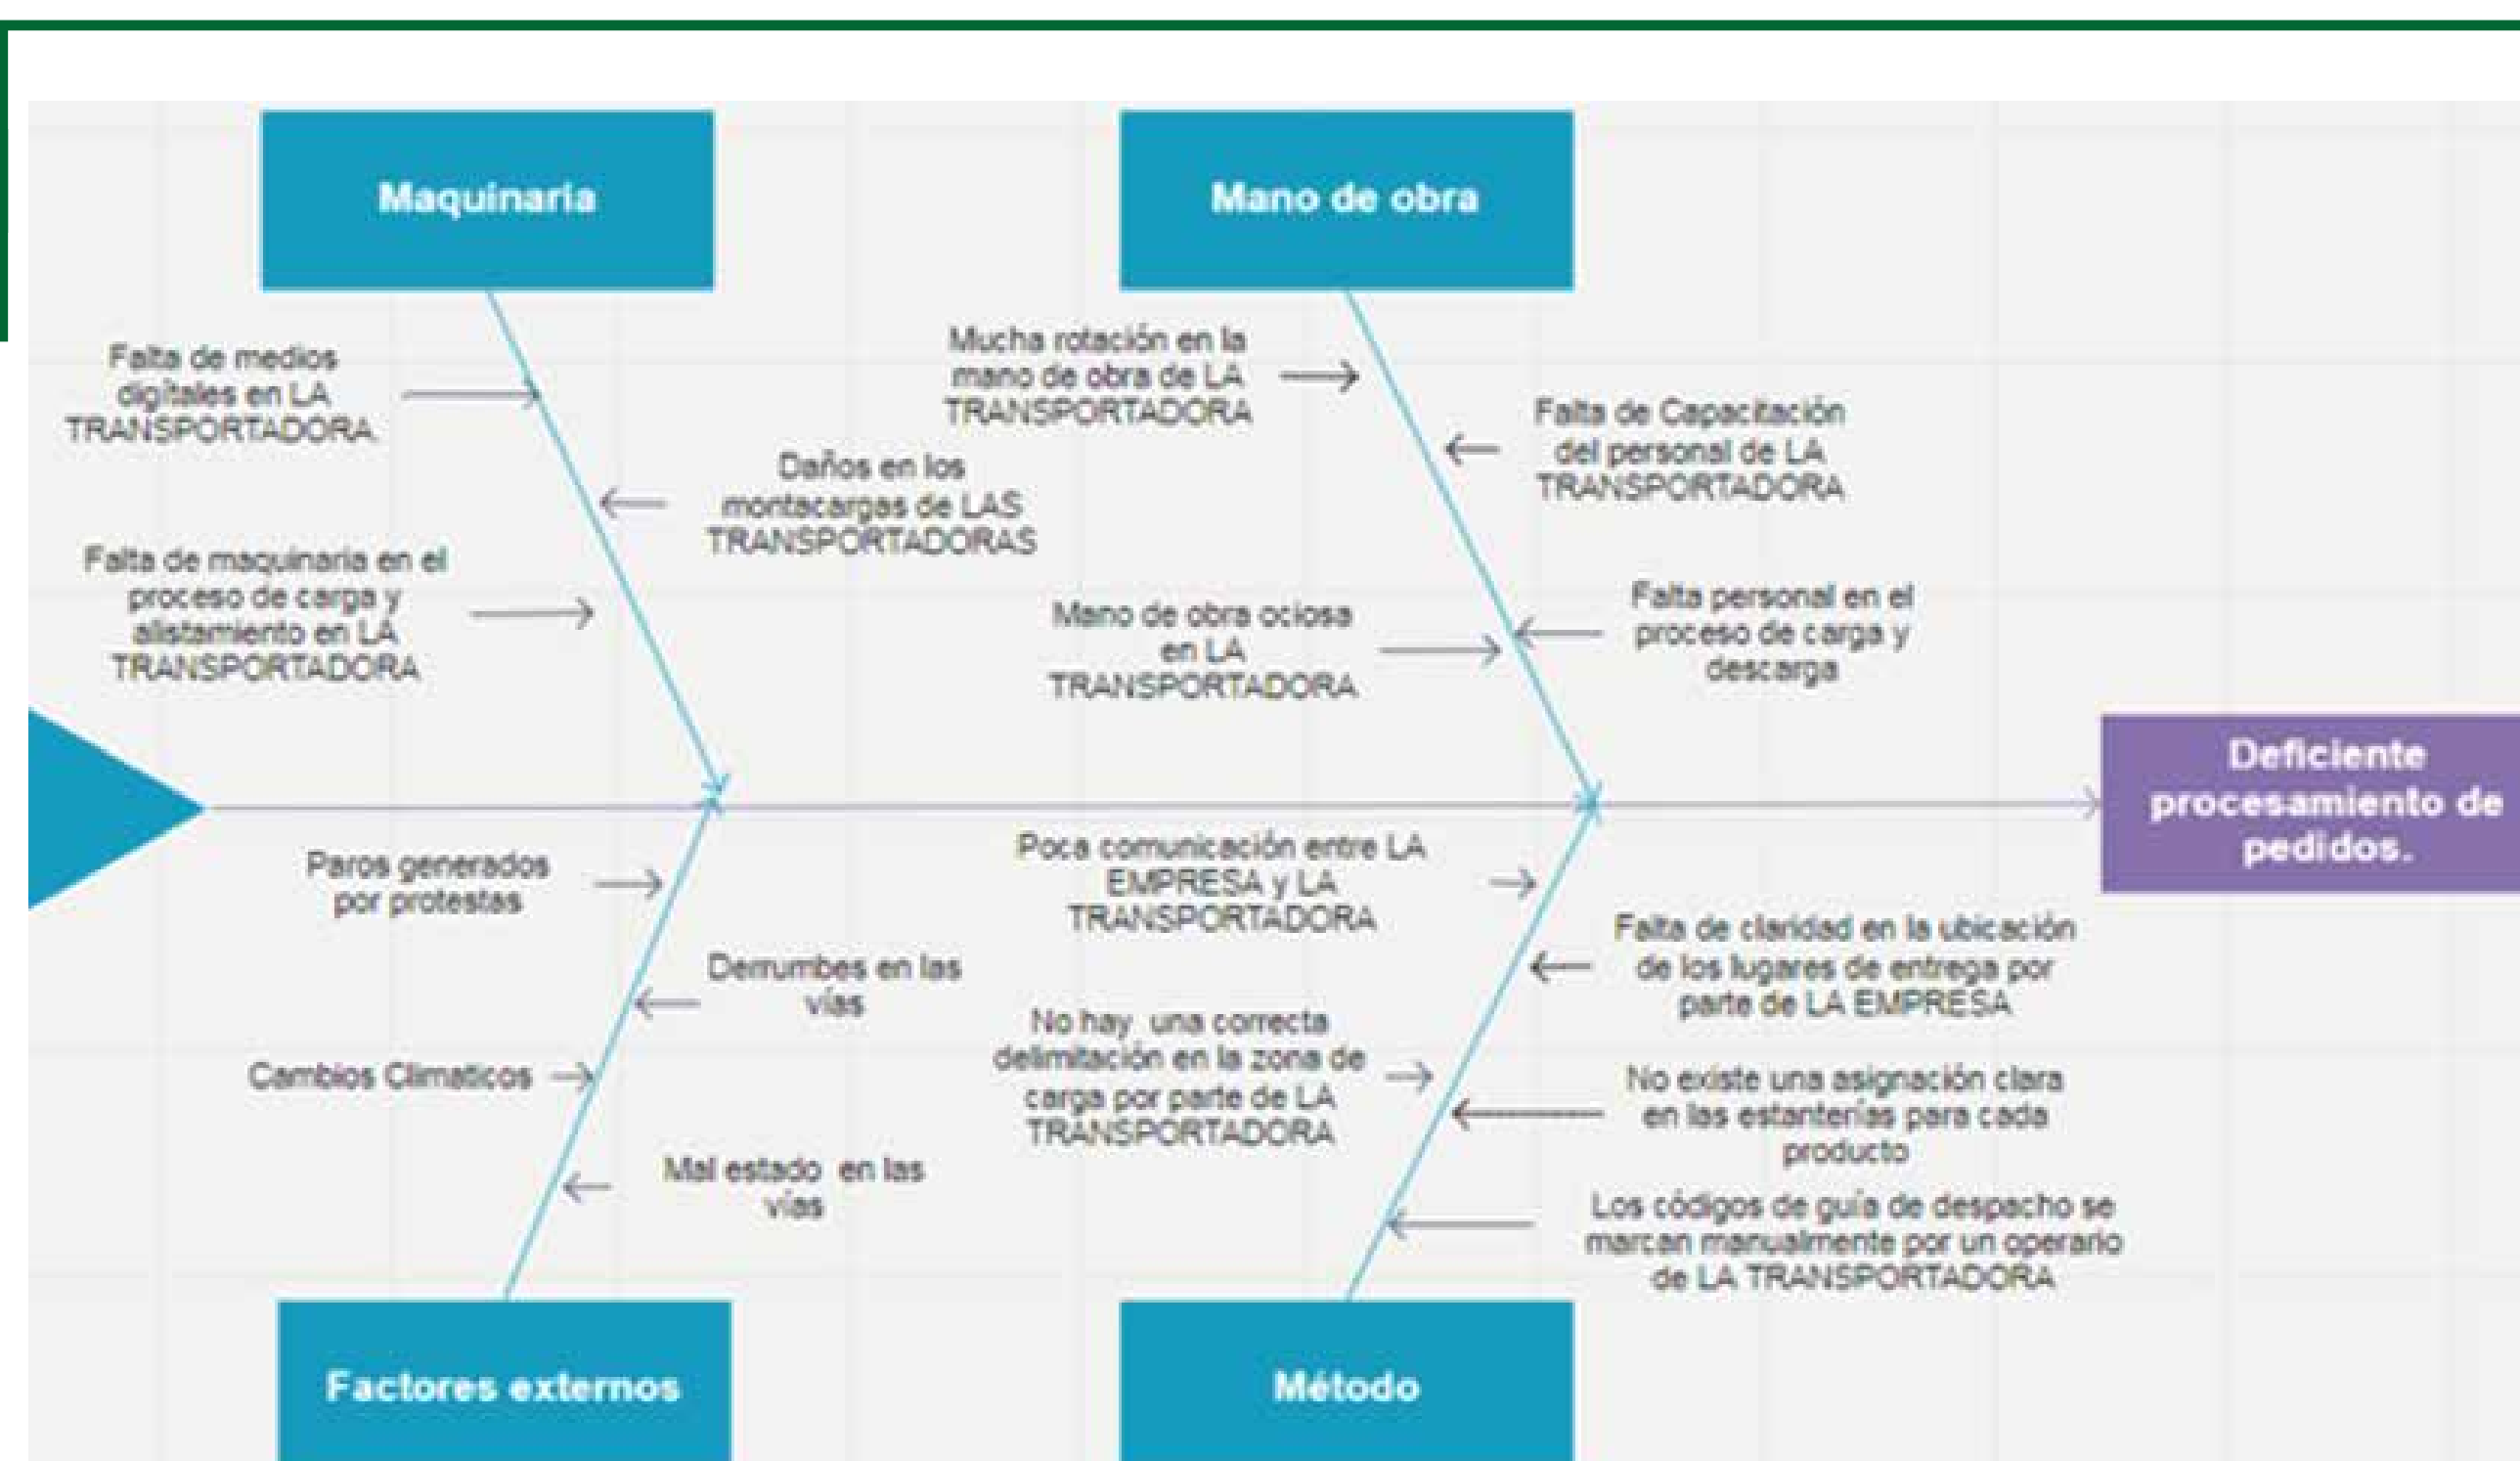 Maquinaria
Mano de obra
Falta de medios
digitales en LA
TRANSPORTADORA
Daños en los
montacargas de LAS
TRANSPORTADORAS
Falta de maquinaria en el
proceso de carga y
alistamiento en LA
TRANSPORTADORA
Mucha rotación en la
mano de obra de LA
TRANSPORTADORA
Falta de Capacitación
del personal de LA
TRANSPORTADORA
Mano de obra ociosa
en LA
TRANSPORTADORA
Falta personal en el
proceso de carga y
descarga
Deficiente
procesamiento de
pedidos.
Paros generados
por protestas
Derrumbes en las
vías
Cambios Climaticos
Mal estado en las
vías
Poca comunicación entre LA
EMPRESA y LA
TRANSPORTADORA
Falta de claridad en la ubicación
de los lugares de entrega por
parte de LA EMPRESA
No hay una correcta
delimitación en la zona de
carga por parte de LA
TRANSPORTADORA
No existe una asignación clara
en las estanterías para cada
producto
Los códigos de guía de despacho se
marcan manualmente por un operario
de LA TRANSPORTADORA
Factores externos
Método